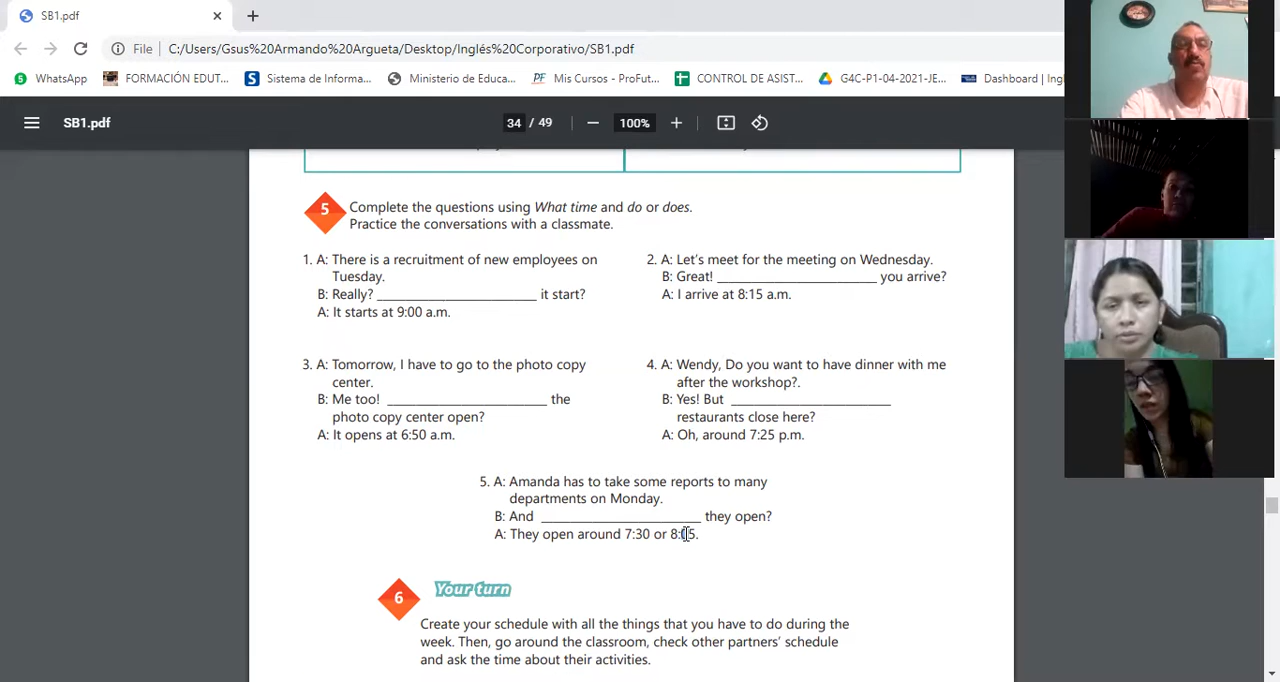 SB1.pdf
File
C:/Users/Gsus%20Armando%20Argueta/Desktop/Inglés%20Corporativo/SB1.pdf
WhatsApp
FORMACIÓN EDUT...
Sistema de Informa...
Ministerio de Educa...
Mis Cursos - ProFut...
CONTROL DE ASIST...
G4C-P1-04-2021-JE...
Dashboard | Ingl
SB1.pdf
34 / 49
100%
5
Complete the questions using What time and do or does.
Practice the conversations with a classmate.
1. A: There is a recruitment of new employees on
Tuesday.
B: Really? ____________________ it start?
A: It starts at 9:00 a.m.
2. A: Let's meet for the meeting on Wednesday.
B: Great! ____________________ you arrive?
A: I arrive at 8:15 a.m.
3. A: Tomorrow, I have to go to the photo copy
center.
B: Me too! ____________________ the
photo copy center open?
A: It opens at 6:50 a.m.
4. A: Wendy, Do you want to have dinner with me
after the workshop?.
B: Yes! But ____________________
restaurants close here?
A: Oh, around 7:25 p.m.
5. A: Amanda has to take some reports to many
departments on Monday.
B: And ____________________ they open?
A: They open around 7:30 or
6
Your turn
Create your schedule with all the things that you have to do during the
week. Then, go around the classroom, check other partners' schedule
and ask the time about their activities.